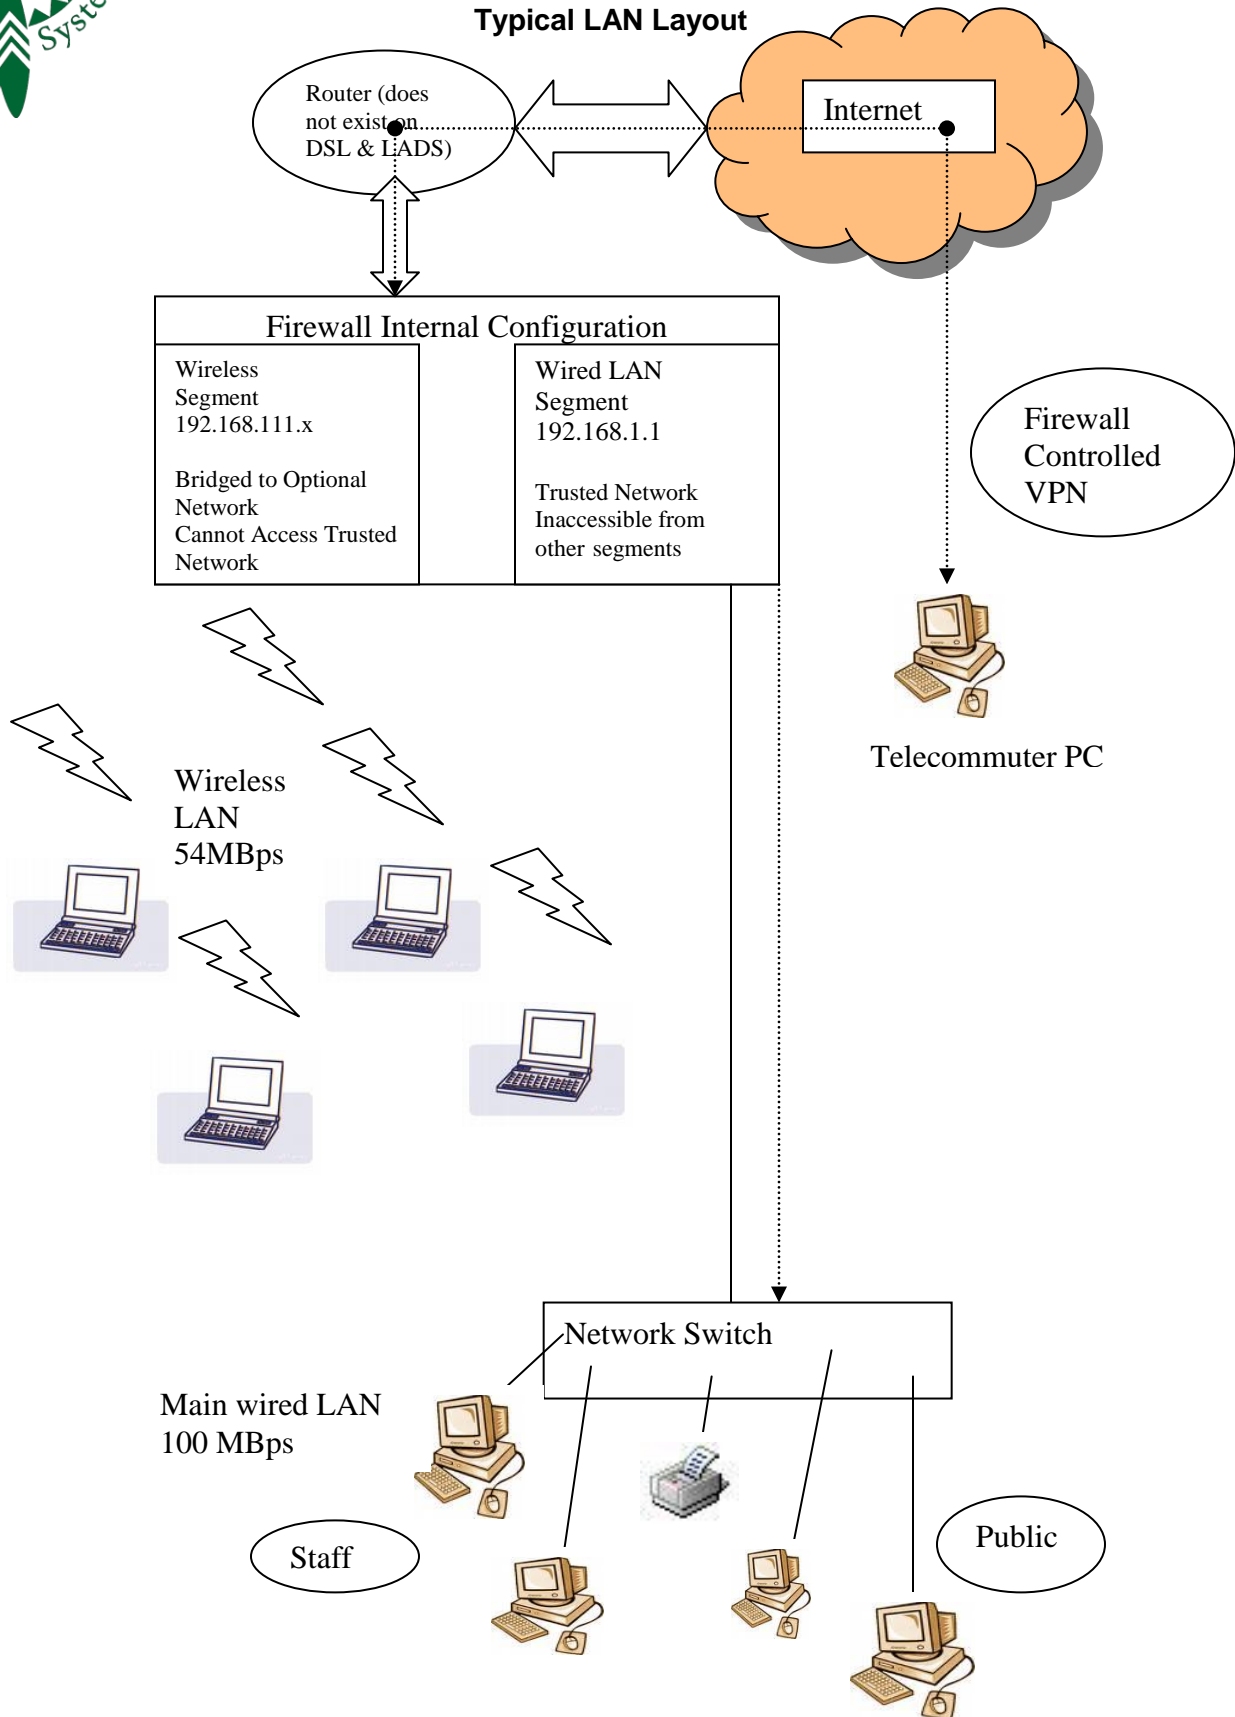 Syste
Typical LAN Layout
Router (does
not exist on
DSL & LADS)
Internet
Firewall Internal Configuration
Wireless
Segment
192.168.111.x
Bridged to Optional
Network
Cannot Access Trusted
Network
Wired LAN
Segment
192.168.1.1
Trusted Network
Inaccessible from
other segments
Firewall
Controlled
VPN
Telecommuter PC
Wireless
LAN
54MBps
Network Switch
Main wired LAN
100 MBps
Staff
Public